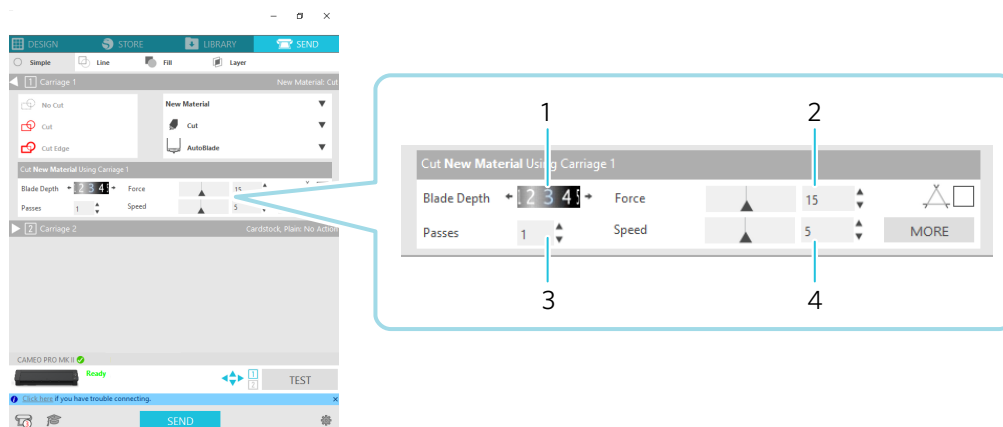 DESIGN STORE LIBRARY SEND
Simple Line Fill Layer
1 Carriage 1 New Material: Cut
No Cut New Material
Cut Cut
Cut Edge AutoBlade
Cut New Material Using Carriage 1
Blade Depth 2 3 4 Force 15
Passes 1 Speed 5
2 Carriage 2 Cardstock, Plain: No Action
CAMEO PRO MK II
Ready
1
2
TEST
Click here if you have trouble connecting.
SEND
1 2
Cut New Material Using Carriage 1
Blade Depth 2 3 4 Force 15
Passes 1 Speed 5 MORE
3 4